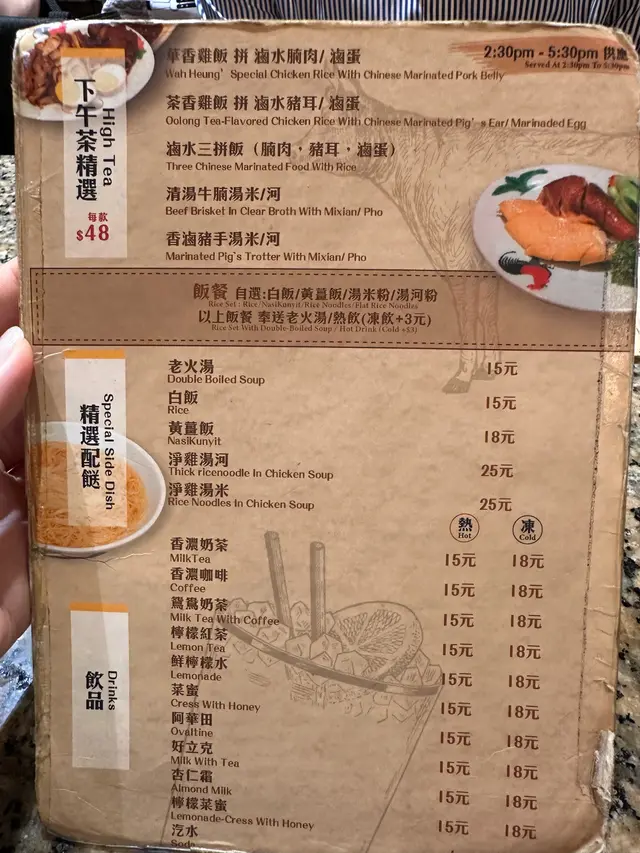 2:30pm - 5:30pm 供應
Served At 2:30pm To 5:30pm
下午茶精選
High Tea
每款
$48
華香雞飯 拼 滷水腩肉/ 滷蛋
Wah Heung' Special Chicken Rice With Chinese Marinated Pork Belly
茶香雞飯 拼 滷水豬耳/ 滷蛋
Oolong Tea-Flavored Chicken Rice With Chinese Marinated Pig's Ear/ Marinaded Egg
滷水三拼飯（腩肉，豬耳，滷蛋）
Three Chinese Marinated Food With Rice
清湯牛腩湯米/河
Beef Brisket In Clear Broth With Mixian/ Pho
香滷豬手湯米/河
Marinated Pig's Trotter With Mixian/ Pho
飯餐 自選:白飯/黃薑飯/湯米粉/湯河粉
Rice Set : Rice/NasiKunyit/Rice Noodles/Flat Rice Noodles
以上飯餐 奉送老火湯/熱飲(凍飲+3元)
Rice Set With Double-Boiled Soup / Hot Drink (Cold +$3)
精選配餸
Special Side Dish
老火湯 15元
Double Boiled Soup
白飯 15元
Rice
黃薑飯 18元
NasiKunyit
淨雞湯河 25元
Thick ricenoodle In Chicken Soup
淨雞湯米 25元
Rice Noodles In Chicken Soup
飲品
Drinks
熱 凍
Hot Cold
香濃奶茶 15元 18元
MilkTea
香濃咖啡 15元 18元
Coffee
鴛鴦奶茶 15元 18元
Milk Tea With Coffee
檸檬紅茶 15元 18元
Lemon Tea
鮮檸檬水 15元 18元
Lemonade
菜蜜 15元 18元
Cress With Honey
阿華田 15元 18元
Ovaltine
好立克 15元 18元
Milk With Tea
杏仁霜 15元 18元
Almond Milk
檸檬菜蜜 15元 18元
Lemonade-Cress With Honey
汽水
Soda